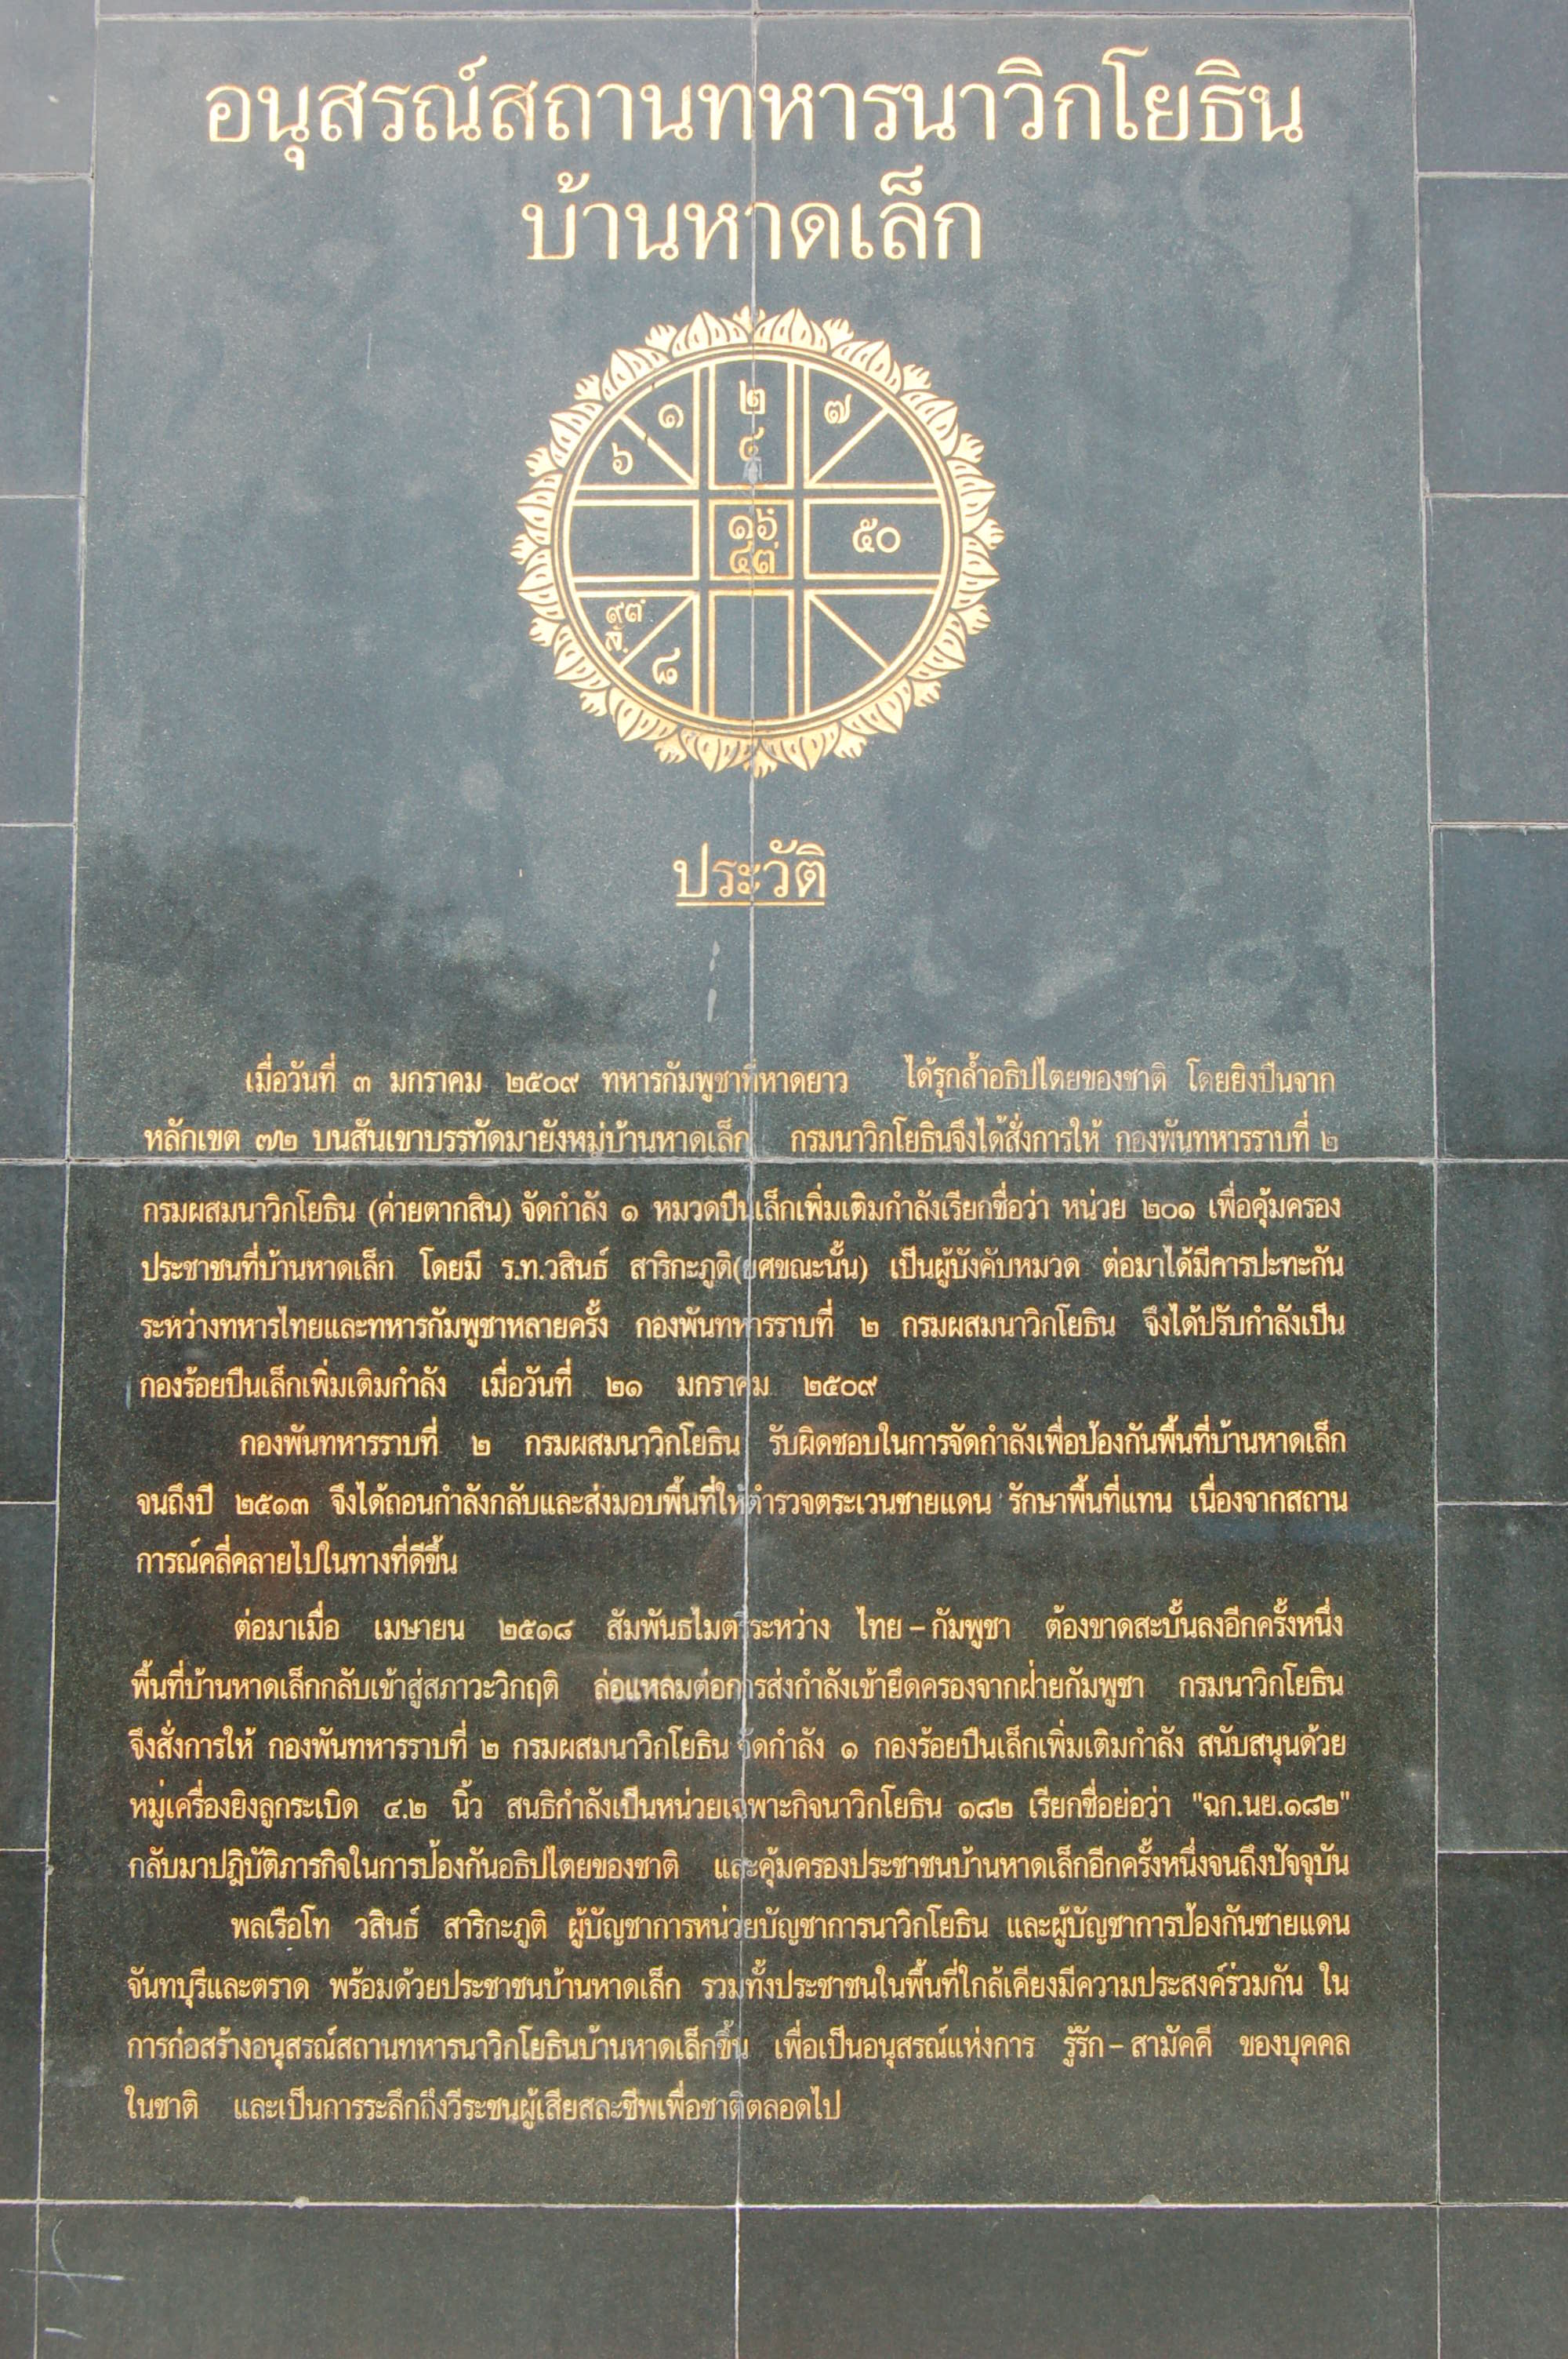 อนุสรณ์สถานทหารนาวิกโยธิน
บ้านหาดเล็ก
๑ ๒ ๗
๖ ๔
๑๖ ๕๐
๔๗
๙๗
ส. ๘
ประวัติ
เมื่อวันที่ ๓ มกราคม ๒๕๐๙ ทหารกัมพูชาที่หาดยาว ได้รุกล้ำอธิปไตยของชาติ โดยยิงปืนจาก
หลักเขต ๗๒ บนสันเขาบรรทัดมายังหมู่บ้านหาดเล็ก กรมนาวิกโยธินจึงได้สั่งการให้ กองพันทหารราบที่ ๒
กรมผสมนาวิกโยธิน (ค่ายตากสิน) จัดกำลัง ๑ หมวดปืนเล็กเพิ่มเติมกำลังเรียกชื่อว่า หน่วย ๒๐๑ เพื่อคุ้มครอง
ประชาชนที่บ้านหาดเล็ก โดยมี ร.ท.วสินธ์ สาริกะภูติ(ยศขณะนั้น) เป็นผู้บังคับหมวด ต่อมาได้มีการปะทะกัน
ระหว่างทหารไทยและทหารกัมพูชาหลายครั้ง กองพันทหารราบที่ ๒ กรมผสมนาวิกโยธิน จึงได้ปรับกำลังเป็น
กองร้อยปืนเล็กเพิ่มเติมกำลัง เมื่อวันที่ ๒๑ มกราคม ๒๕๐๙
กองพันทหารราบที่ ๒ กรมผสมนาวิกโยธิน รับผิดชอบในการจัดกำลังเพื่อป้องกันพื้นที่บ้านหาดเล็ก
จนถึงปี ๒๕๑๓ จึงได้ถอนกำลังกลับและส่งมอบพื้นที่ให้ตำรวจตระเวนชายแดน รักษาพื้นที่แทน เนื่องจากสถาน
การณ์คลี่คลายไปในทางที่ดีขึ้น
ต่อมาเมื่อ เมษายน ๒๕๑๘ สัมพันธไมตรีระหว่าง ไทย – กัมพูชา ต้องขาดสะบั้นลงอีกครั้งหนึ่ง
พื้นที่บ้านหาดเล็กกลับเข้าสู่สภาวะวิกฤติ ล่อแหลมต่อการส่งกำลังเข้ายึดครองจากฝ่ายกัมพูชา กรมนาวิกโยธิน
จึงสั่งการให้ กองพันทหารราบที่ ๒ กรมผสมนาวิกโยธิน จัดกำลัง ๑ กองร้อยปืนเล็กเพิ่มเติมกำลัง สนับสนุนด้วย
หมู่เครื่องยิงลูกระเบิด ๔.๒ นิ้ว สนธิกำลังเป็นหน่วยเฉพาะกิจนาวิกโยธิน ๑๘๒ เรียกชื่อย่อว่า "ฉก.นย.๑๘๒"
กลับมาปฏิบัติภารกิจในการป้องกันอธิปไตยของชาติ และคุ้มครองประชาชนบ้านหาดเล็กอีกครั้งหนึ่งจนถึงปัจจุบัน
พลเรือโท วสินธ์ สาริกะภูติ ผู้บัญชาการหน่วยบัญชาการนาวิกโยธิน และผู้บัญชาการป้องกันชายแดน
จันทบุรีและตราด พร้อมด้วยประชาชนบ้านหาดเล็ก รวมทั้งประชาชนในพื้นที่ใกล้เคียงมีความประสงค์ร่วมกัน ใน
การก่อสร้างอนุสรณ์สถานทหารนาวิกโยธินบ้านหาดเล็กขึ้น เพื่อเป็นอนุสรณ์แห่งการ รู้รัก – สามัคคี ของบุคคล
ในชาติ และเป็นการระลึกถึงวีระชนผู้เสียสละชีพเพื่อชาติตลอดไป